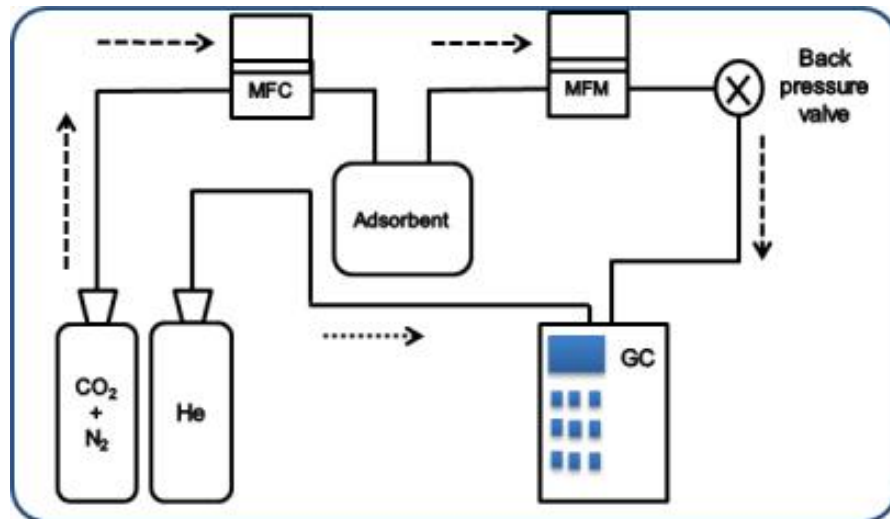 MFC
MFM
Back
pressure
valve
Adsorbent
CO₂
+
N₂
He
GC